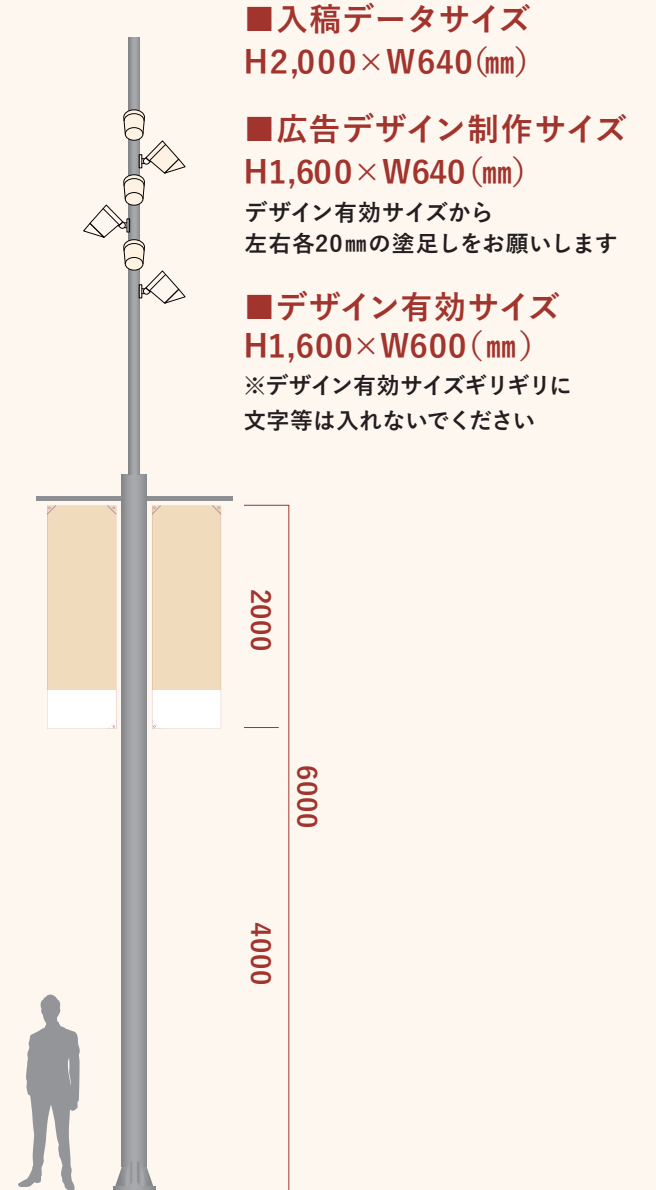 ■入稿データサイズ
H2,000×W640(㎜)
■広告デザイン制作サイズ
H1,600×W640(㎜)
デザイン有効サイズから
左右各20㎜の塗足しをお願いします
■デザイン有効サイズ
H1,600×W600(㎜)
※デザイン有効サイズギリギリに
文字等は入れないでください
2000
6000
4000